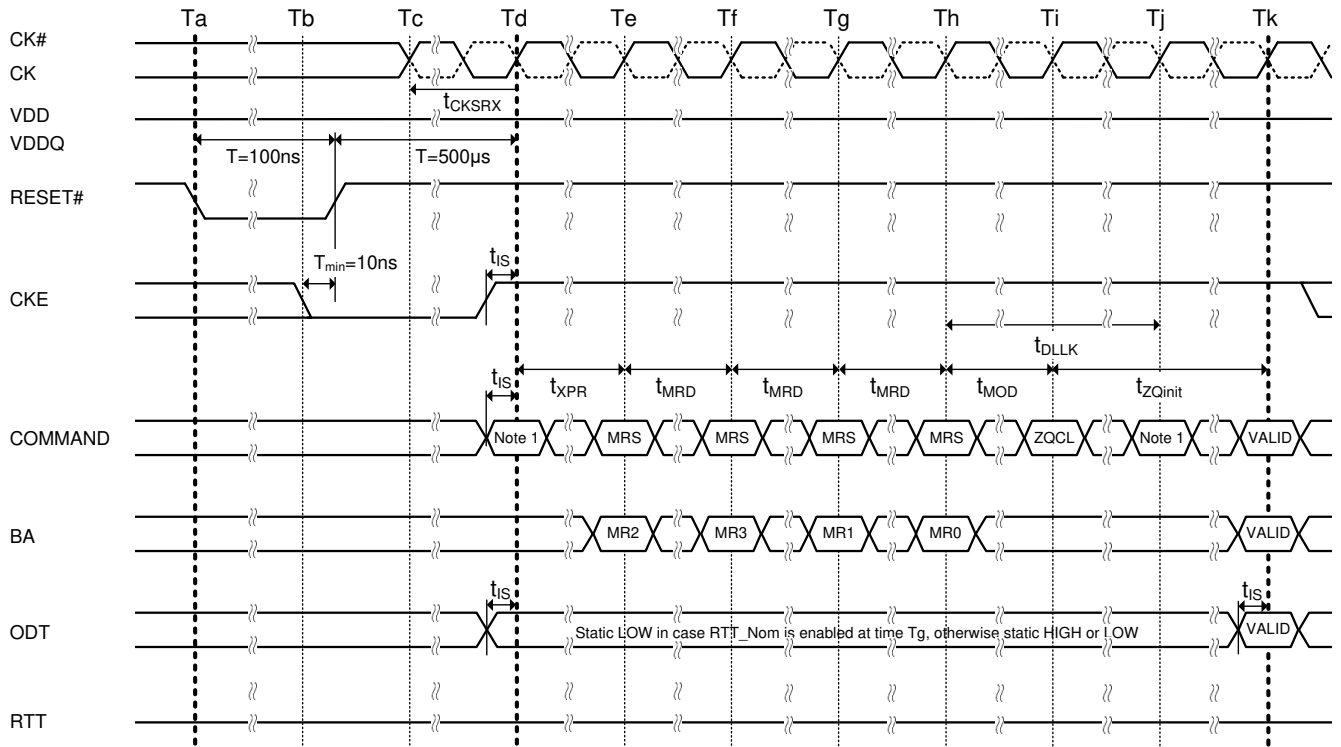 Ta Tb Tc Td Te Tf Tg Th Ti Tj Tk
CK#
CK
tCKSRX
VDD
VDDQ
T=100ns T=500µs
RESET#
Tmin=10ns tIS
CKE
tDLLK
tIS tXPR tMRD tMRD tMRD tMOD tZQinit
COMMAND Note 1 MRS MRS MRS MRS ZQCL Note 1 VALID
BA MR2 MR3 MR1 MR0 VALID
tIS tIS
ODT Static LOW in case RTT_Nom is enabled at time Tg, otherwise static HIGH or LOW VALID
RTT